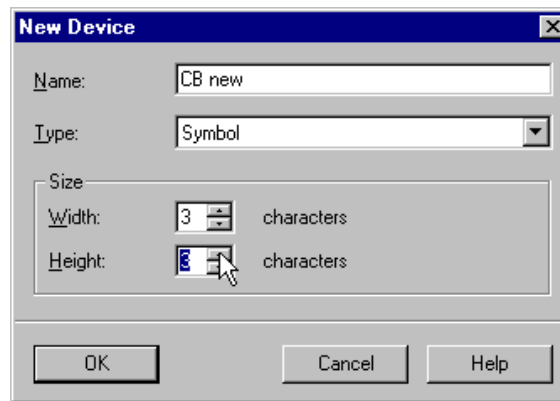 New Device
Name: CB new
Type: Symbol
Size
Width: 3 characters
Height: 3 characters
OK Cancel Help